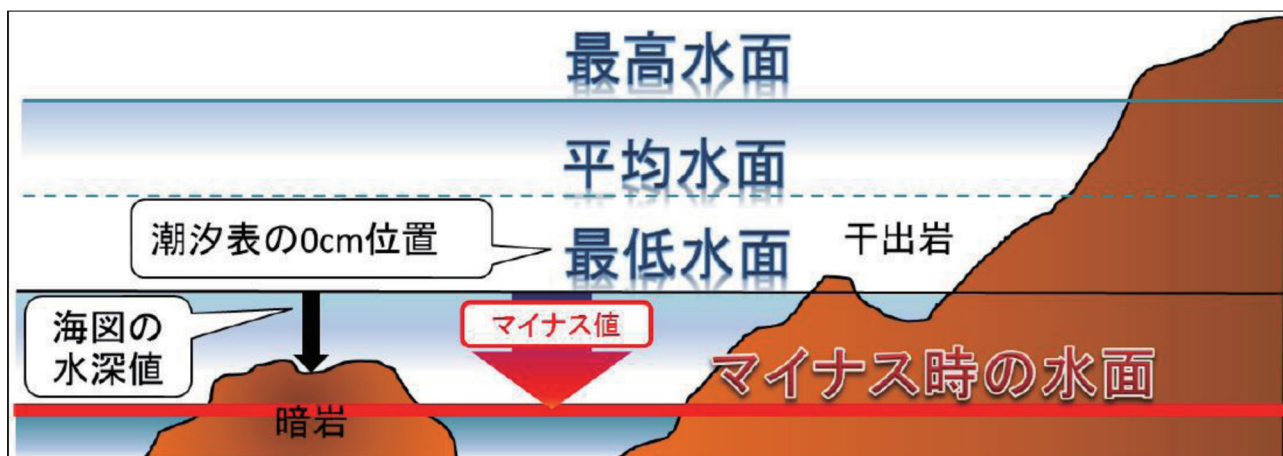 最高水面
平均水面
潮汐表の0cm位置
最低水面
干出岩
海図の
水深値
マイナス値
マイナス時の水面
暗岩